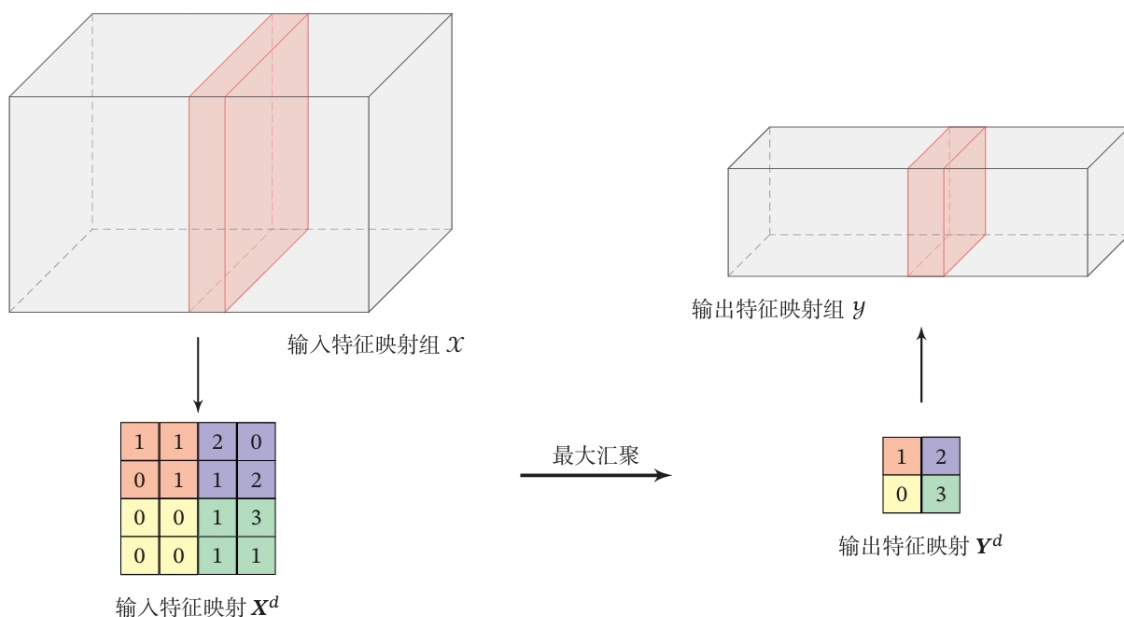 输入特征映射组 𝒳
输出特征映射组 𝒴
1 1 2 0
0 1 1 2
0 0 1 3
0 0 1 1
输入特征映射 X^d
最大汇聚
1 2
0 3
输出特征映射 Y^d